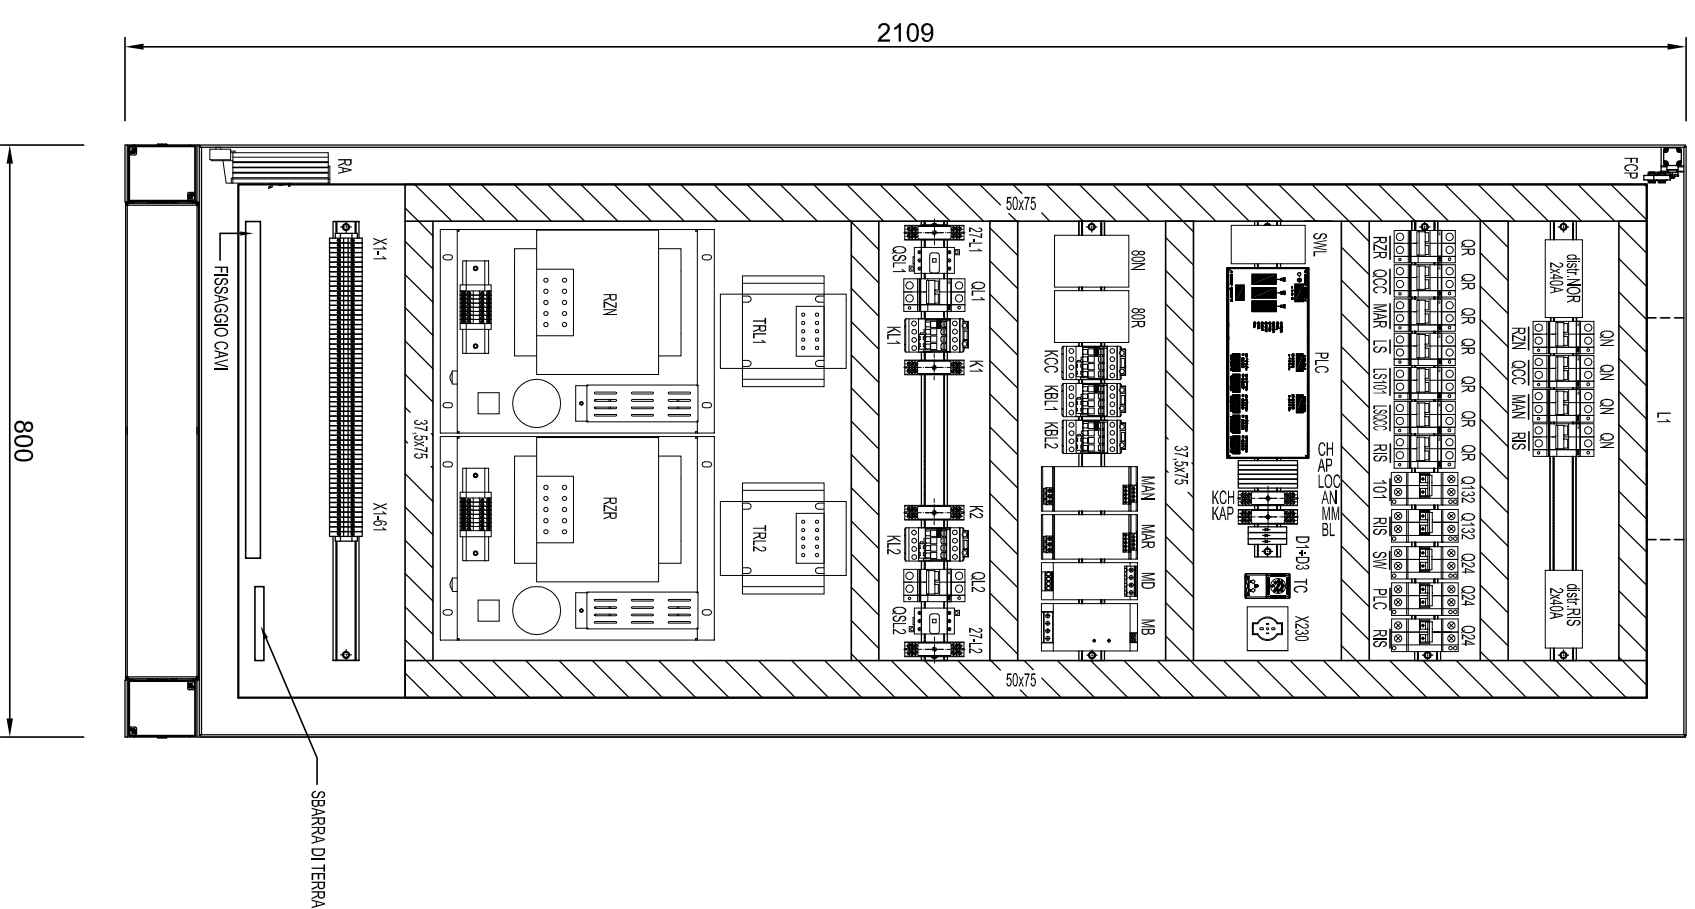 2109
800
FCP
L1
RA
50x75
distr.NOR
2x40A
QN
QN
QN
QN
RZN
QCC
MAN
RIS
distr.RIS
2x40A
QR
QR
QR
QR
QR
QR
QR
Q132
Q132
Q24
Q24
Q24
RZR
QCC
MAR
LS
LS101
LSQCC
RIS
101
RIS
SW
PLC
RIS
SWL
PLC
CH
AP
LOC
AN
MM
BL
KCH
KAP
D1÷D3
TC
X230
37,5x75
80N
80R
KCC
KBL1
KBL2
MAN
MAR
MD
MB
27-L1
QSL1
QL1
KL1
K1
K2
KL2
QL2
QSL2
27-L2
TRL1
TRL2
RZN
RZR
37,5x75
50x75
X1-1
X1-61
FISSAGGIO CAVI
SBARRA DI TERRA